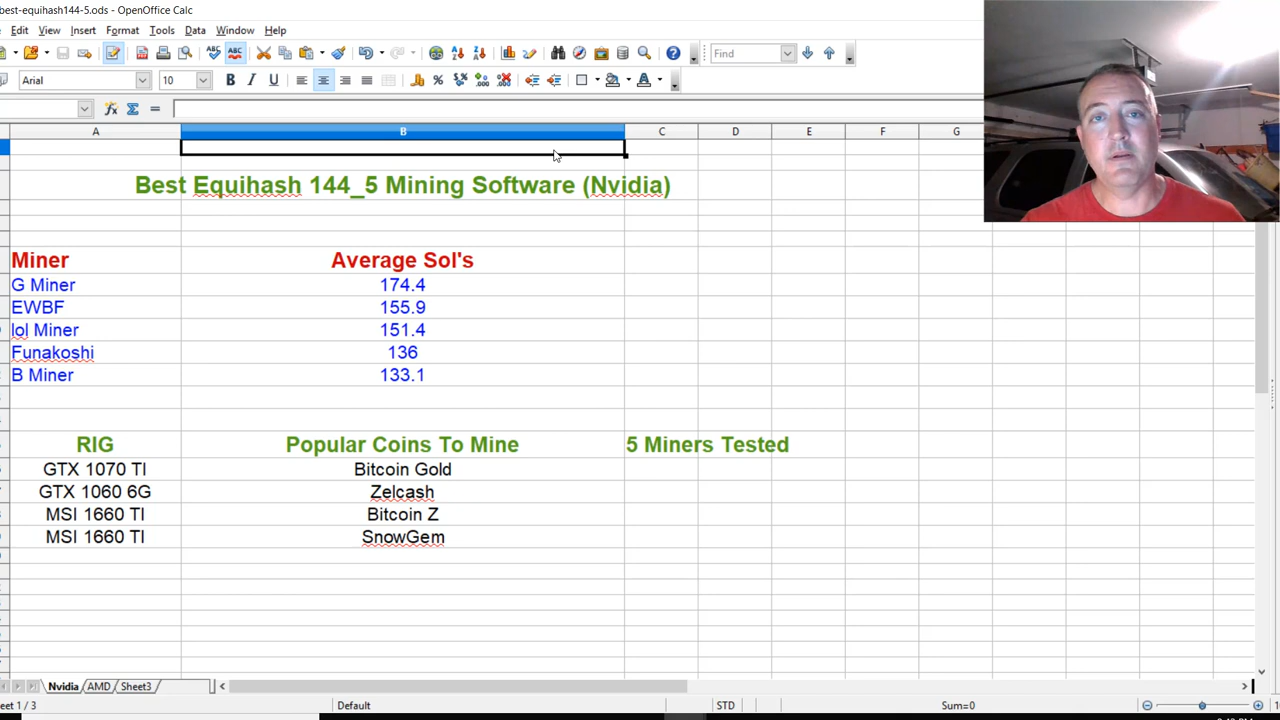 best-equihash144-5.ods - OpenOffice Calc
Edit View Insert Format Tools Data Window Help
Find
Arial 10
A B C D E F G
Best Equihash 144_5 Mining Software (Nvidia)
Miner Average Sol's
G Miner 174.4
EWBF 155.9
lol Miner 151.4
Funakoshi 136
B Miner 133.1
RIG Popular Coins To Mine 5 Miners Tested
GTX 1070 TI Bitcoin Gold
GTX 1060 6G Zelcash
MSI 1660 TI Bitcoin Z
MSI 1660 TI SnowGem
Nvidia AMD Sheet3
1 / 3 Default STD Sum=0